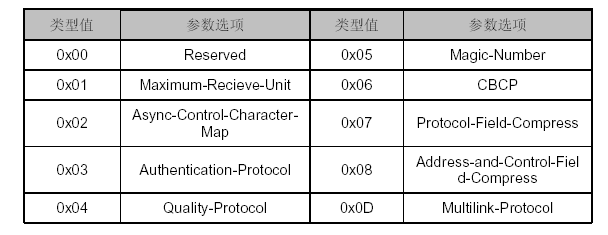 类型值 参数选项 类型值 参数选项
0x00 Reserved 0x05 Magic-Number
0x01 Maximum-Recieve-Unit 0x06 CBCP
0x02 Async-Control-Character-
Map 0x07 Protocol-Field-Compress
0x03 Authentication-Protocol 0x08 Address-and-Control-Fiel
d-Compress
0x04 Quality-Protocol 0x0D Multilink-Protocol